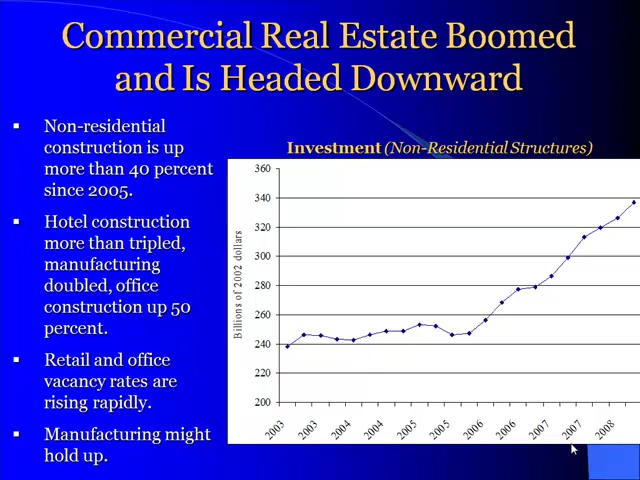 Commercial Real Estate Boomed
and Is Headed Downward
▪ Non-residential
construction is up
more than 40 percent
since 2005.
▪ Hotel construction
more than tripled,
manufacturing
doubled, office
construction up 50
percent.
▪ Retail and office
vacancy rates are
rising rapidly.
▪ Manufacturing might
hold up.
Investment (Non-Residential Structures)
Billions of 2002 dollars
360
340
320
300
280
260
240
220
200
2003 2003 2004 2004 2005 2005 2006 2006 2007 2007 2008